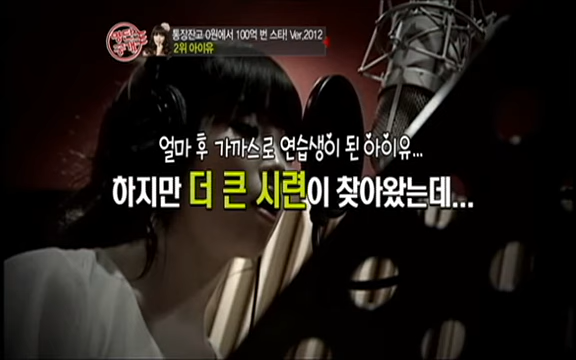 통장잔고 0원에서 100억 번 스타! Ver.2012
2위 아이유
얼마 후 가까스로 연습생이 된 아이유...
하지만 더 큰 시련이 찾아왔는데...